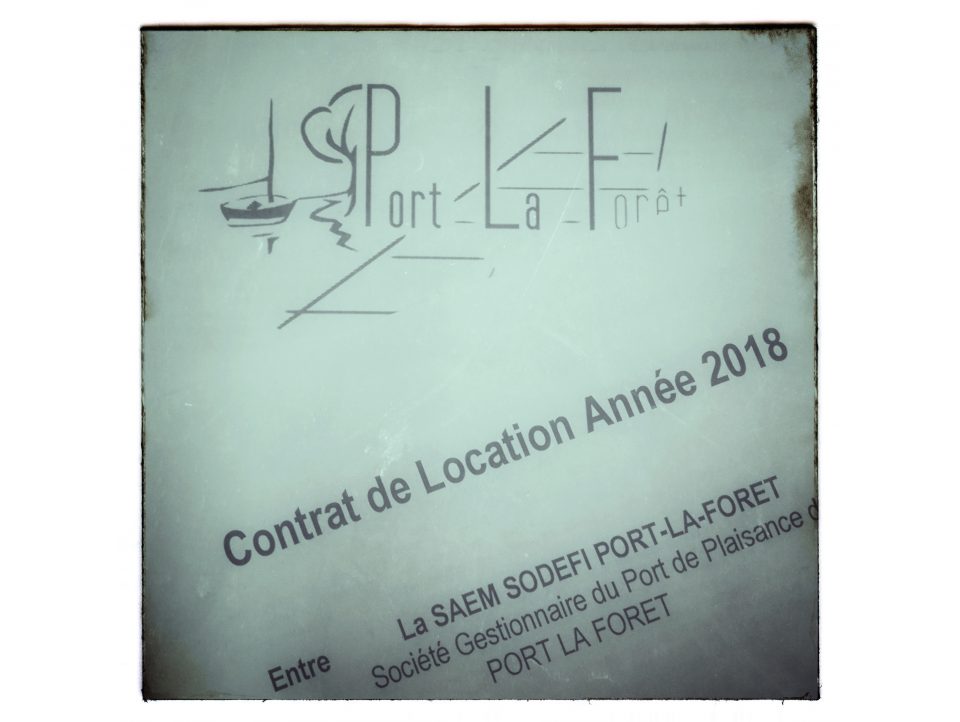 Port La Forêt
Contrat de Location Année 2018
La SAEM SODEFI PORT-LA-FORET
Société Gestionnaire du Port de Plaisance d
Entre
PORT LA FORET